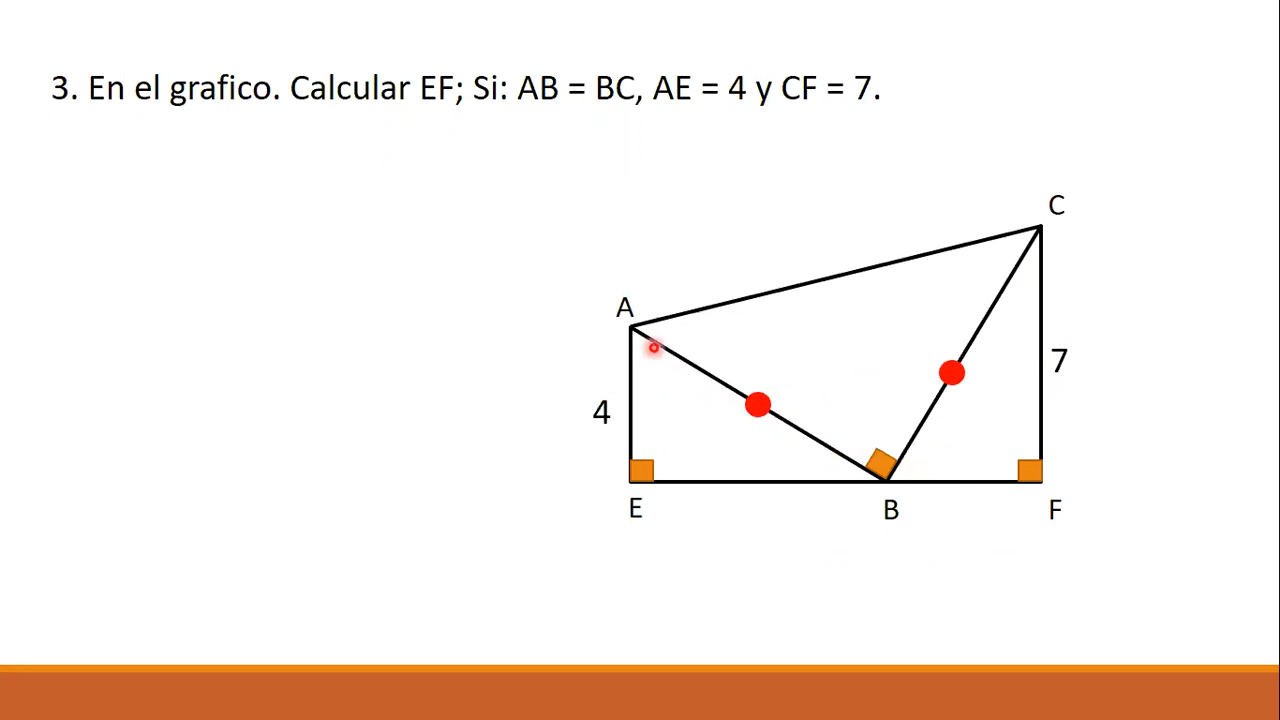 3. En el grafico. Calcular EF; Si: AB = BC, AE = 4 y CF = 7.
C
A
7
4
E
B
F